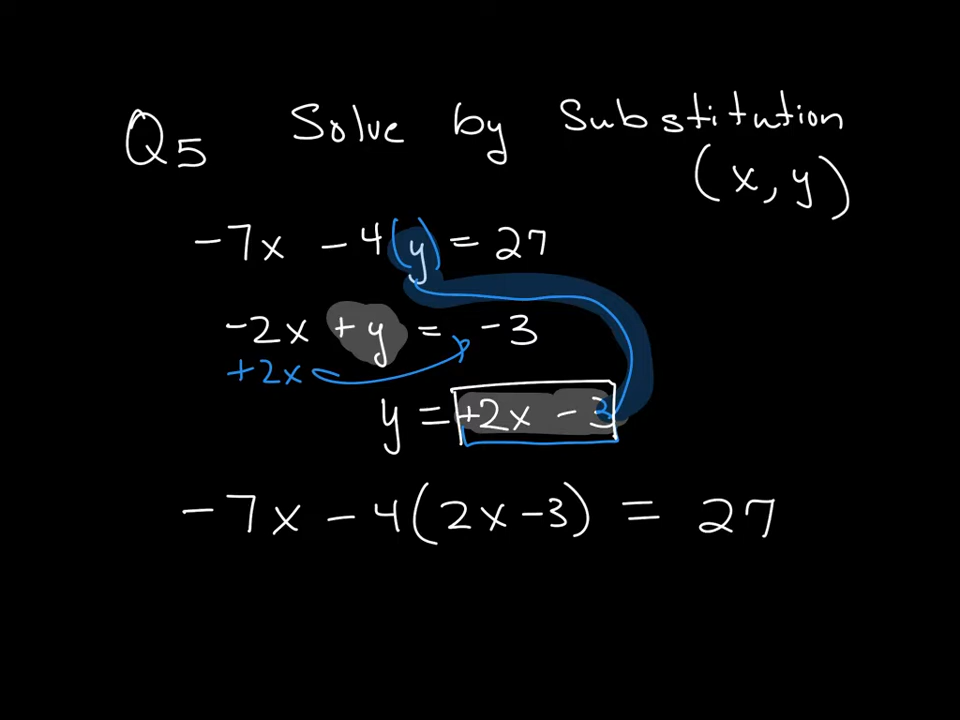 Q5 Solve by Substitution
(x, y)
-7x - 4(y) = 27
-2x + y = -3
+2x
y = +2x - 3
-7x - 4(2x-3) = 27